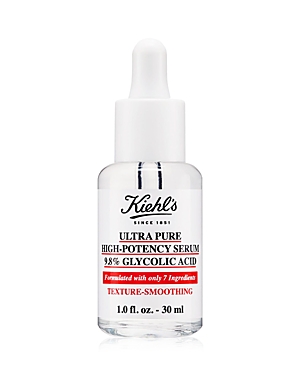 Kiehl's
SINCE 1851
ULTRA PURE
HIGH-POTENCY SERUM
9.8% GLYCOLIC ACID
Formulated with only 7 Ingredients
TEXTURE-SMOOTHING
1.0 fl. oz. - 30 ml